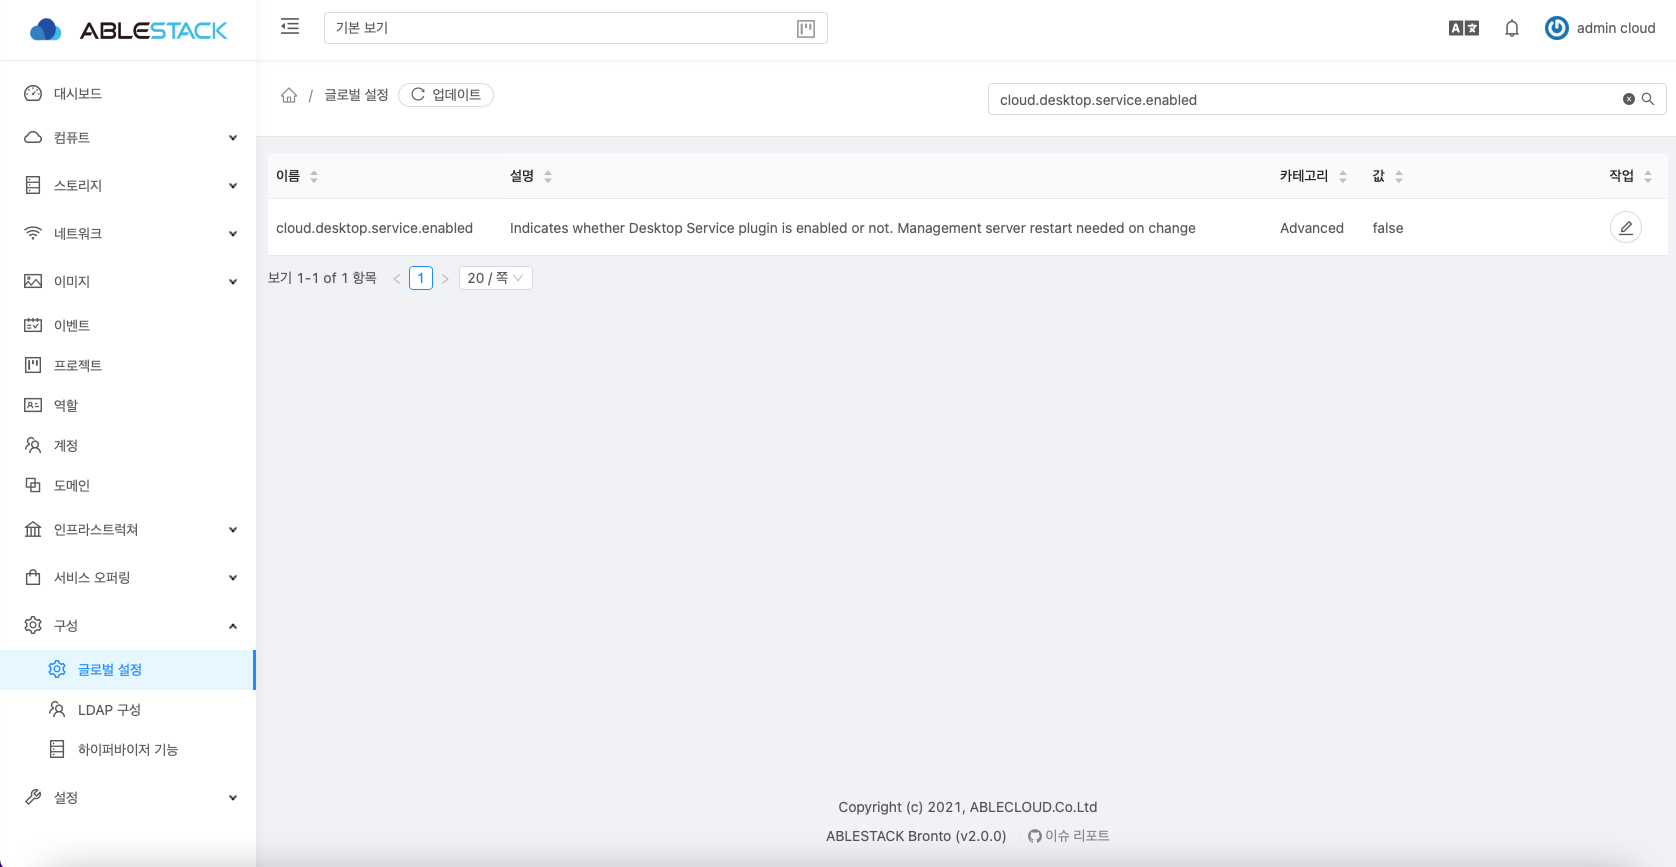 ABLESTACK
기본 보기
admin cloud
대시보드
컴퓨트
스토리지
네트워크
이미지
이벤트
프로젝트
역할
계정
도메인
인프라스트럭쳐
서비스 오퍼링
구성
글로벌 설정
LDAP 구성
하이퍼바이저 기능
설정
/ 글로벌 설정 업데이트
cloud.desktop.service.enabled
이름 설명 카테고리 값 작업
cloud.desktop.service.enabled Indicates whether Desktop Service plugin is enabled or not. Management server restart needed on change Advanced false
보기 1-1 of 1 항목 < 1 > 20 / 쪽
Copyright (c) 2021, ABLECLOUD.Co.Ltd
ABLESTACK Bronto (v2.0.0) 이슈 리포트